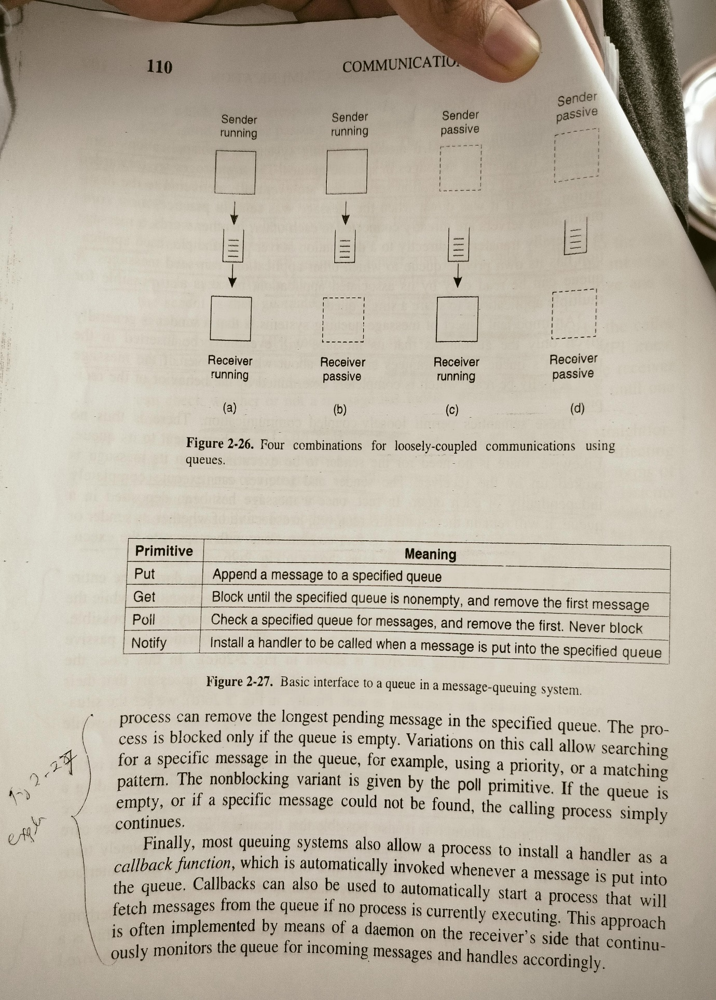 110
Sender
running
Sender
running
Sender
passive
Sender
passive
Receiver
running
Receiver
passive
Receiver
running
Receiver
passive
(a)
(b)
(c)
(d)
Figure 2-26. Four combinations for loosely-coupled communications using
queues.
Primitive Meaning
Put Append a message to a specified queue
Get Block until the specified queue is nonempty, and remove the first message
Poll Check a specified queue for messages, and remove the first. Never block
Notify Install a handler to be called when a message is put into the specified queue
Figure 2-27. Basic interface to a queue in a message-queuing system.
process can remove the longest pending message in the specified queue. The pro-
cess is blocked only if the queue is empty. Variations on this call allow searching
for a specific message in the queue, for example, using a priority, or a matching
pattern. The nonblocking variant is given by the poll primitive. If the queue is
empty, or if a specific message could not be found, the calling process simply
continues.
Finally, most queuing systems also allow a process to install a handler as a
callback function, which is automatically invoked whenever a message is put into
the queue. Callbacks can also be used to automatically start a process that will
fetch messages from the queue if no process is currently executing. This approach
is often implemented by means of a daemon on the receiver's side that continu-
ously monitors the queue for incoming messages and handles accordingly.